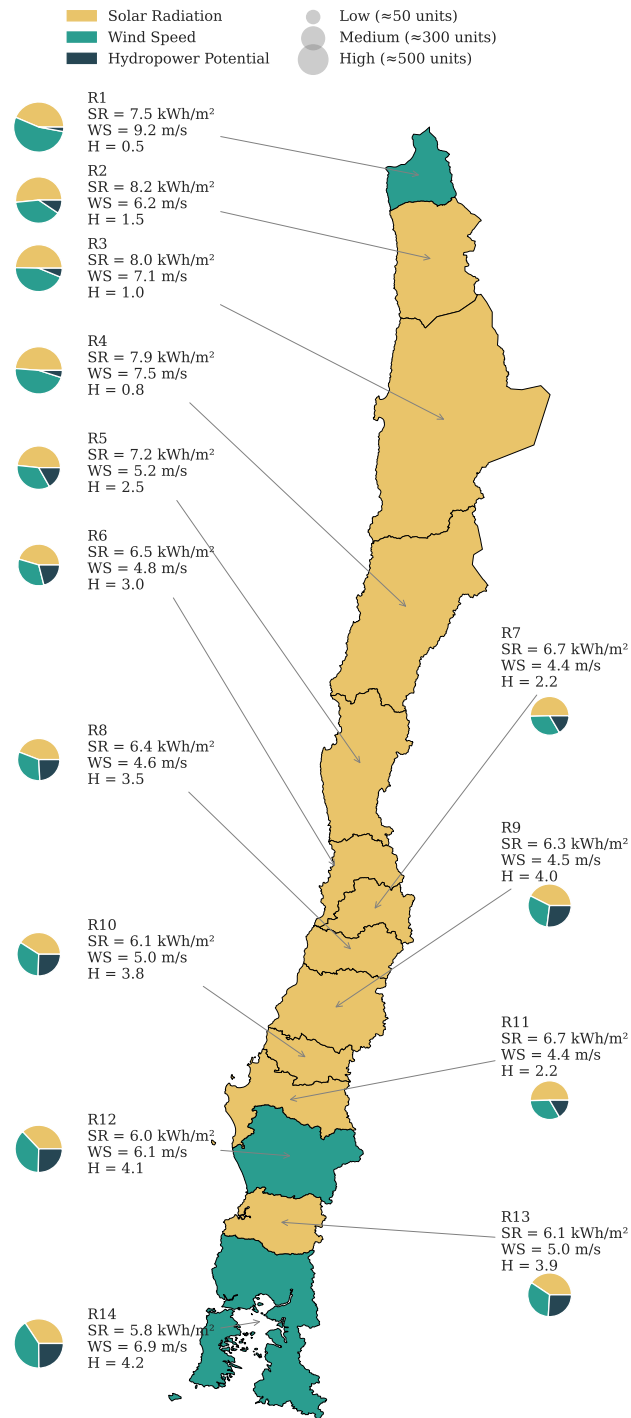 Solar Radiation
Wind Speed
Hydropower Potential
Low (≈50 units)
Medium (≈300 units)
High (≈500 units)
R1
SR = 7.5 kWh/m²
WS = 9.2 m/s
H = 0.5
R2
SR = 8.2 kWh/m²
WS = 6.2 m/s
H = 1.5
R3
SR = 8.0 kWh/m²
WS = 7.1 m/s
H = 1.0
R4
SR = 7.9 kWh/m²
WS = 7.5 m/s
H = 0.8
R5
SR = 7.2 kWh/m²
WS = 5.2 m/s
H = 2.5
R6
SR = 6.5 kWh/m²
WS = 4.8 m/s
H = 3.0
R7
SR = 6.7 kWh/m²
WS = 4.4 m/s
H = 2.2
R8
SR = 6.4 kWh/m²
WS = 4.6 m/s
H = 3.5
R9
SR = 6.3 kWh/m²
WS = 4.5 m/s
H = 4.0
R10
SR = 6.1 kWh/m²
WS = 5.0 m/s
H = 3.8
R11
SR = 6.7 kWh/m²
WS = 4.4 m/s
H = 2.2
R12
SR = 6.0 kWh/m²
WS = 6.1 m/s
H = 4.1
R13
SR = 6.1 kWh/m²
WS = 5.0 m/s
H = 3.9
R14
SR = 5.8 kWh/m²
WS = 6.9 m/s
H = 4.2